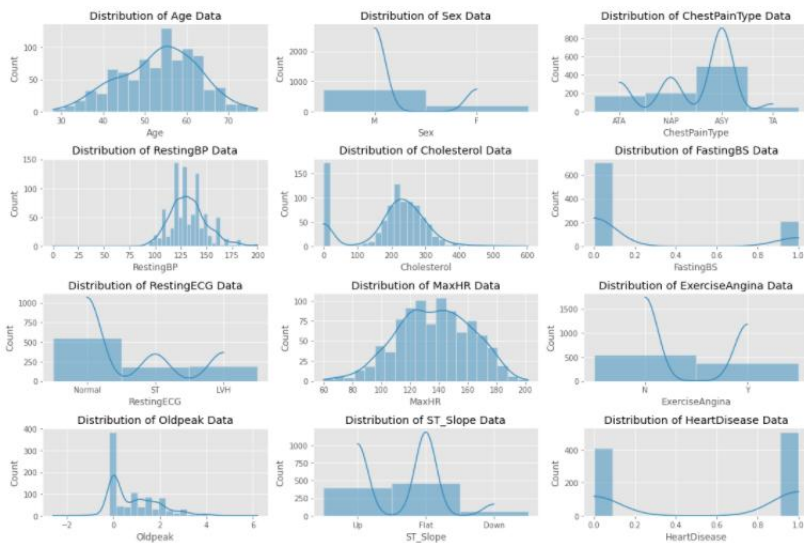 Distribution of Age Data
Count
100
50
0
30 40 50 60 70
Age
Distribution of Sex Data
Count
2000
1000
0
M F
Sex
Distribution of ChestPainType Data
Count
800
600
400
200
0
ATA NAP ASY TA
ChestPainType
Distribution of RestingBP Data
Count
150
100
50
0
0 25 50 75 100 125 150 175 200
RestingBP
Distribution of Cholesterol Data
Count
150
100
50
0
0 100 200 300 400 500 600
Cholesterol
Distribution of FastingBS Data
Count
600
400
200
0
0.0 0.2 0.4 0.6 0.8 1.0
FastingBS
Distribution of RestingECG Data
Count
1000
750
500
250
0
Normal ST LVH
RestingECG
Distribution of MaxHR Data
Count
100
75
50
25
0
60 80 100 120 140 160 180 200
MaxHR
Distribution of ExerciseAngina Data
Count
1500
1000
500
0
N Y
ExerciseAngina
Distribution of Oldpeak Data
Count
400
300
200
100
0
−2 0 2 4 6
Oldpeak
Distribution of ST_Slope Data
Count
1000
750
500
250
0
Up Flat Down
ST_Slope
Distribution of HeartDisease Data
Count
400
200
0
0.0 0.2 0.4 0.6 0.8 1.0
HeartDisease